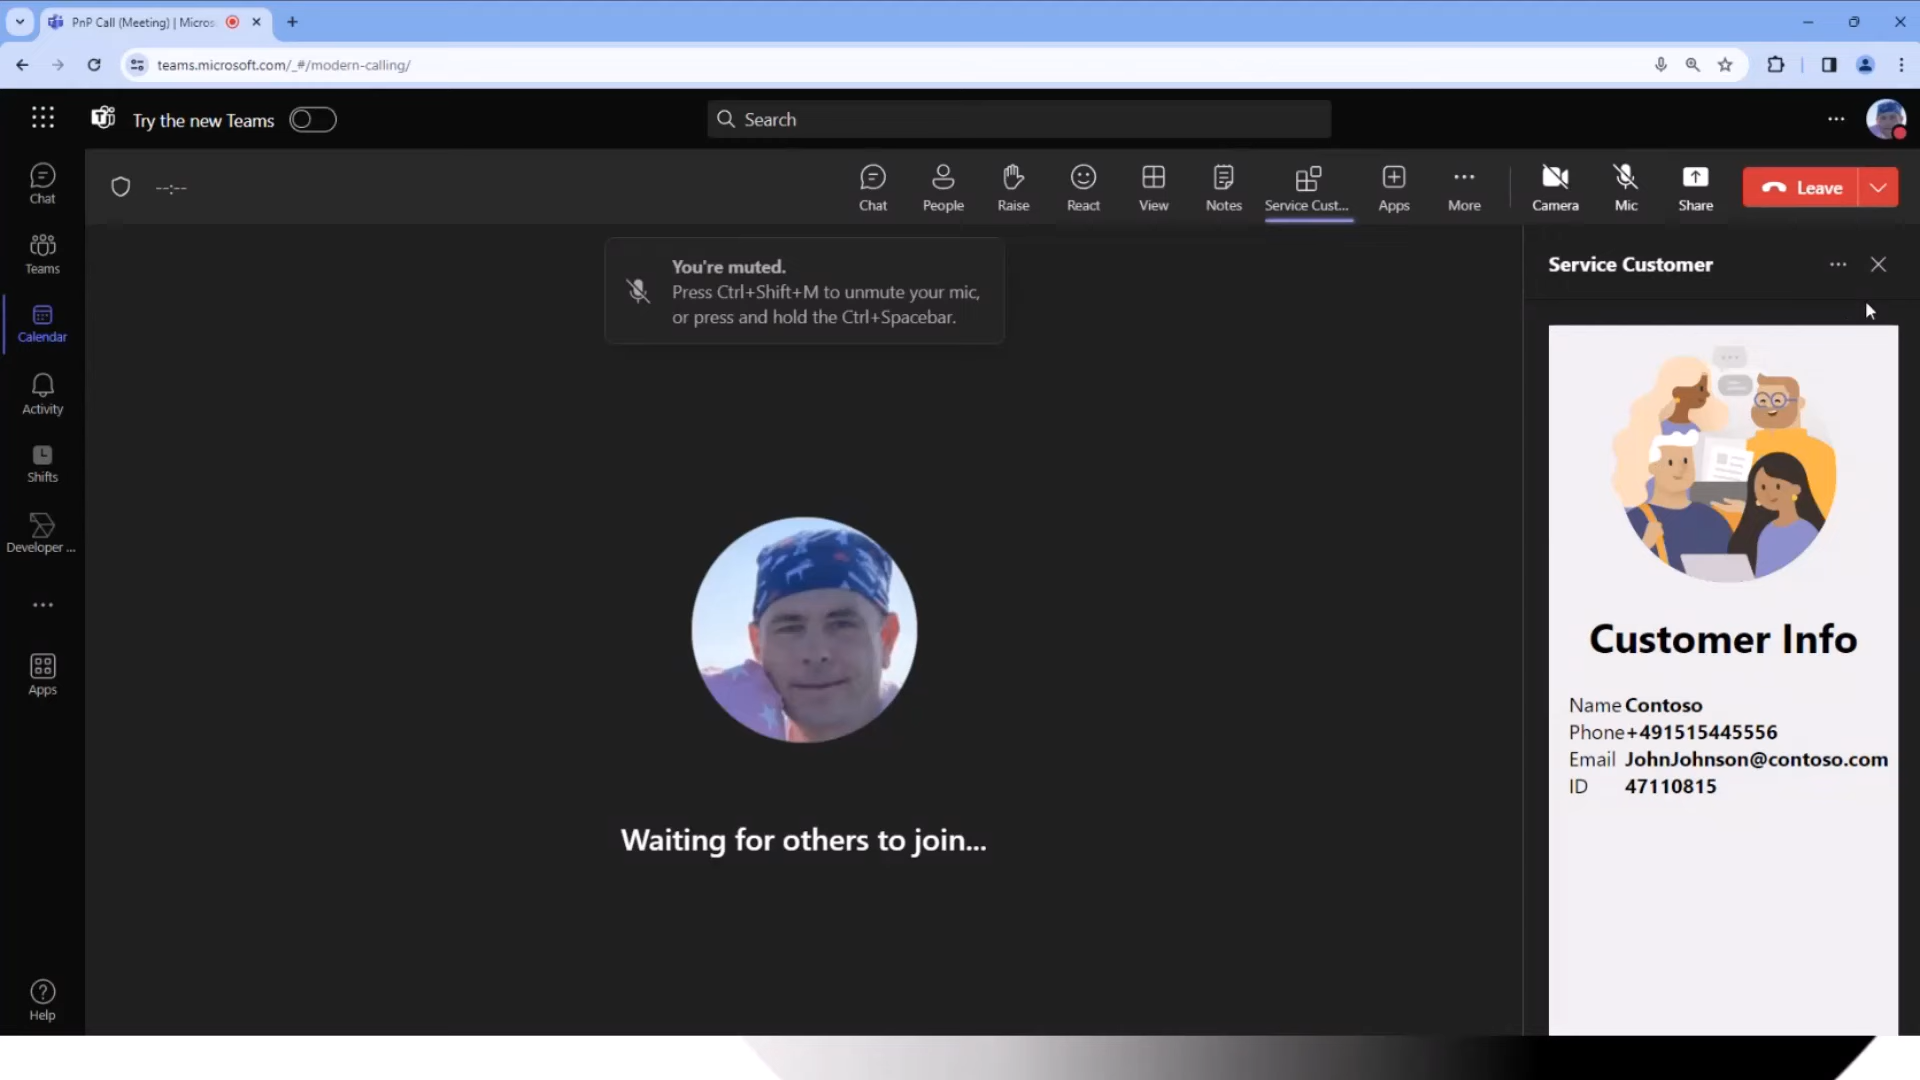 PnP Call (Meeting) | Micros
teams.microsoft.com/_#/modern-calling/
Try the new Teams
Search
--:--
Chat
People
Raise
React
View
Notes
Service Cust...
Apps
More
Camera
Mic
Share
Leave
Chat
Teams
Calendar
Activity
Shifts
Developer ...
Apps
Help
You're muted.
Press Ctrl+Shift+M to unmute your mic,
or press and hold the Ctrl+Spacebar.
Waiting for others to join...
Service Customer
Customer Info
Name Contoso
Phone +491515445556
Email JohnJohnson@contoso.com
ID 47110815